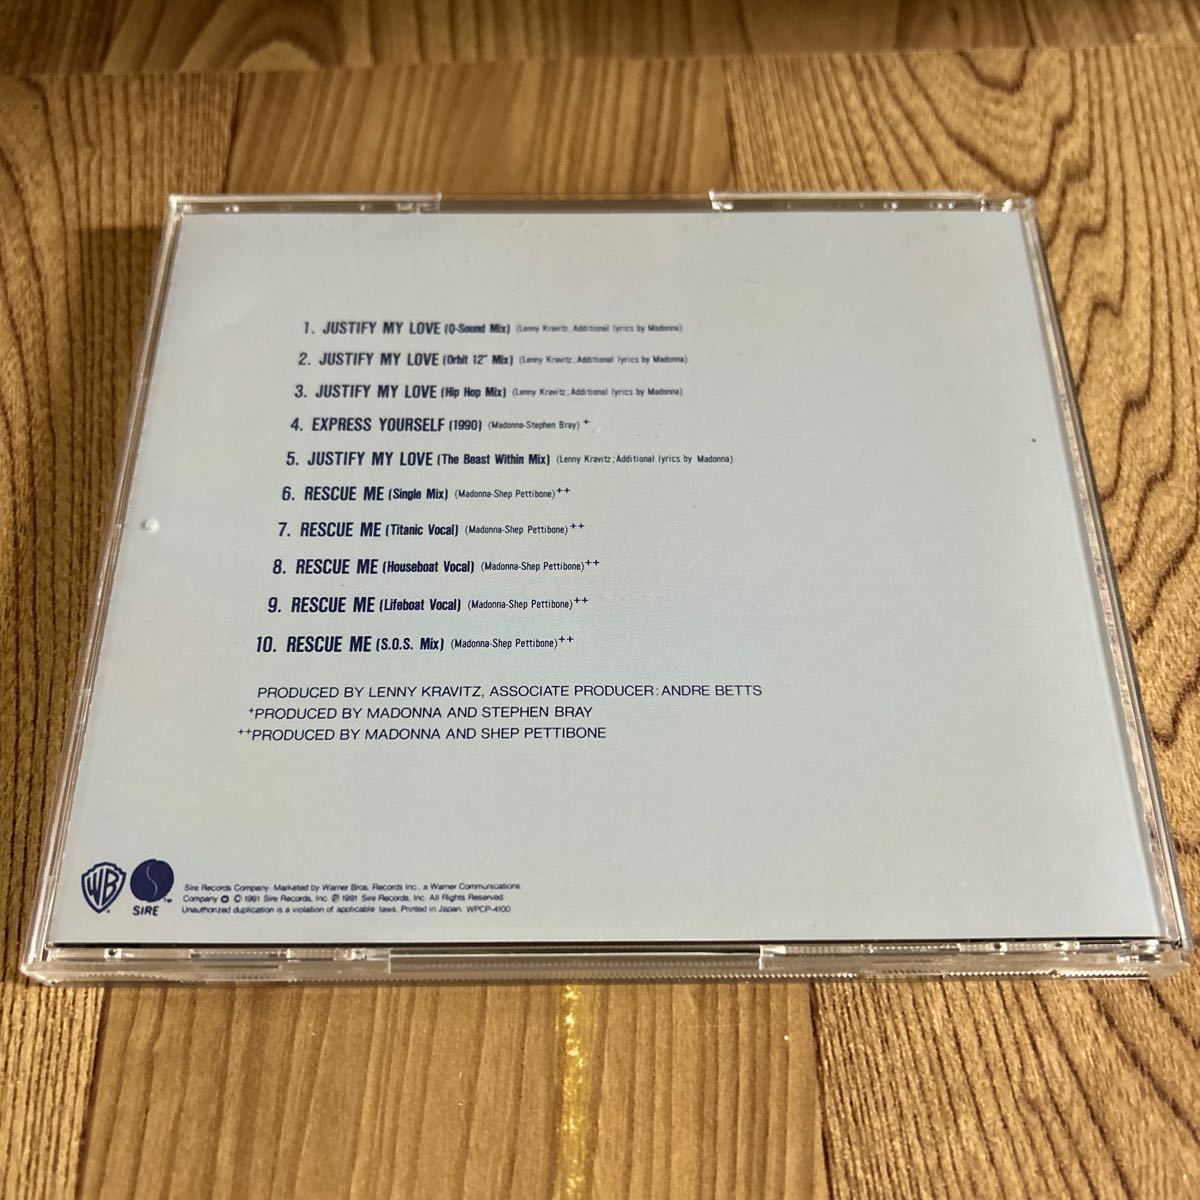 1. JUSTIFY MY LOVE (Q-Sound Mix) (Lenny Kravitz; Additional lyrics by Madonna)
2. JUSTIFY MY LOVE (Orbit 12" Mix) (Lenny Kravitz; Additional lyrics by Madonna)
3. JUSTIFY MY LOVE (Hip Hop Mix) (Lenny Kravitz; Additional lyrics by Madonna)
4. EXPRESS YOURSELF (1990) (Madonna-Stephen Bray) +
5. JUSTIFY MY LOVE (The Beast Within Mix) (Lenny Kravitz; Additional lyrics by Madonna)
6. RESCUE ME (Single Mix) (Madonna-Shep Pettibone)++
7. RESCUE ME (Titanic Vocal) (Madonna-Shep Pettibone)++
8. RESCUE ME (Houseboat Vocal) (Madonna-Shep Pettibone)++
9. RESCUE ME (Lifeboat Vocal) (Madonna-Shep Pettibone)++
10. RESCUE ME (S.O.S. Mix) (Madonna-Shep Pettibone)++
PRODUCED BY LENNY KRAVITZ, ASSOCIATE PRODUCER: ANDRE BETTS
+PRODUCED BY MADONNA AND STEPHEN BRAY
++PRODUCED BY MADONNA AND SHEP PETTIBONE
WB
SIRE
Sire Records Company. Marketed by Warner Bros. Records Inc., a Warner Communications
Company © 1991 Sire Records, Inc. ℗ 1991 Sire Records, Inc. All Rights Reserved.
Unauthorized duplication is a violation of applicable laws. Printed in Japan. WPCP-4100